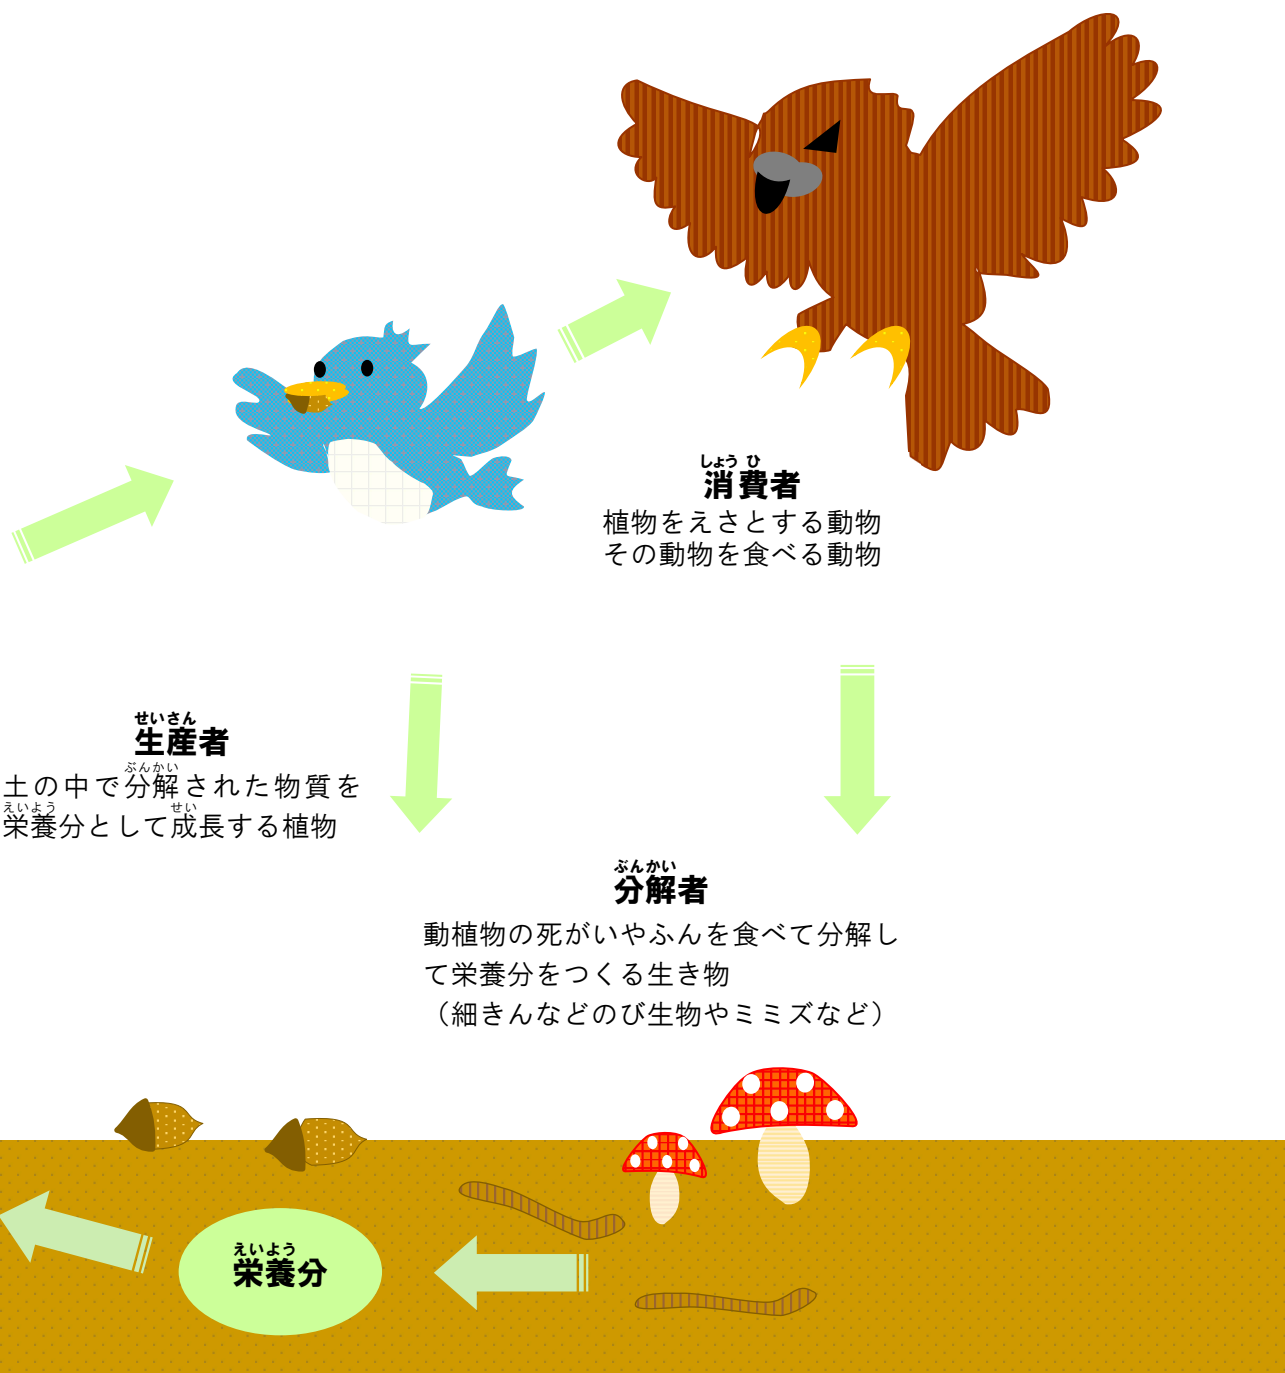 しょう ひ
消費者
植物をえさとする動物
その動物を食べる動物
せいさん
生産者
ぶんかい
土の中で分解された物質を
えいよう せい
栄養分として成長する植物
ぶんかい
分解者
動植物の死がいやふんを食べて分解し
て栄養分をつくる生き物
（細きんなどのび生物やミミズなど）
えいよう
栄養分